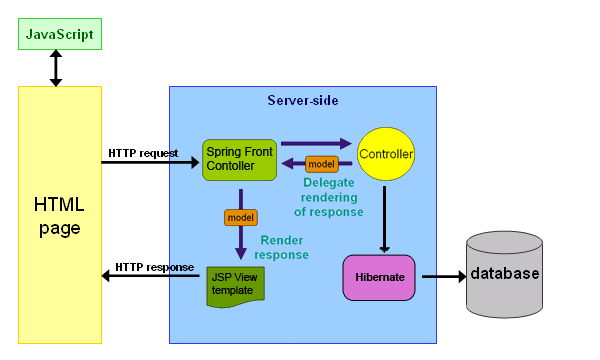 JavaScript
Server-side
HTTP request
Spring Front
Contoller
model
Controller
Delegate
rendering
of response
HTML
page
model
Render
response
HTTP response
JSP View
template
Hibernate
database